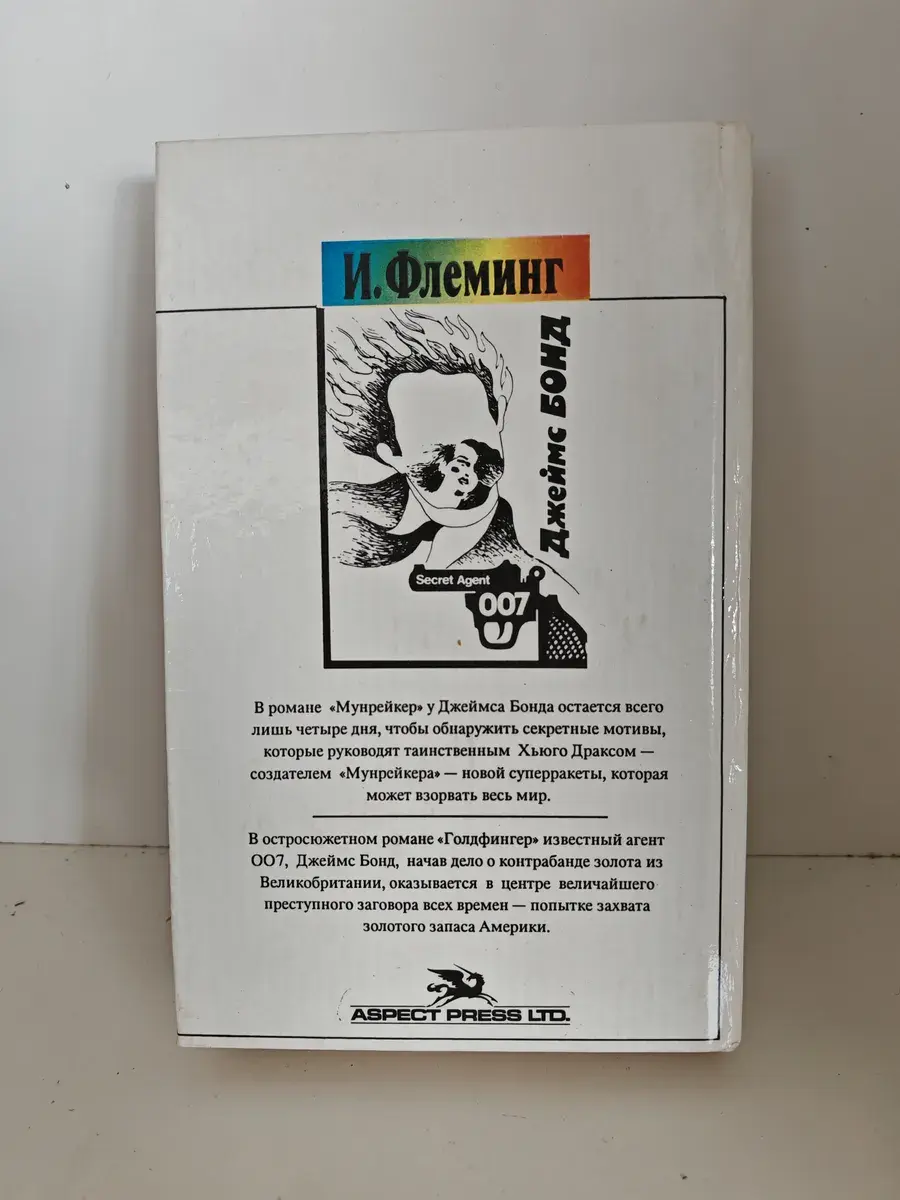 И. Флеминг
Джеймс БОНД
Secret Agent
007
В романе «Мунрейкер» у Джеймса Бонда остается всего
лишь четыре дня, чтобы обнаружить секретные мотивы,
которые руководят таинственным Хьюго Драксом —
создателем «Мунрейкера» — новой суперракеты, которая
может взорвать весь мир.
В остросюжетном романе «Голдфингер» известный агент
ОО7, Джеймс Бонд, начав дело о контрабанде золота из
Великобритании, оказывается в центре величайшего
преступного заговора всех времен — попытке захвата
золотого запаса Америки.
ASPECT PRESS LTD.